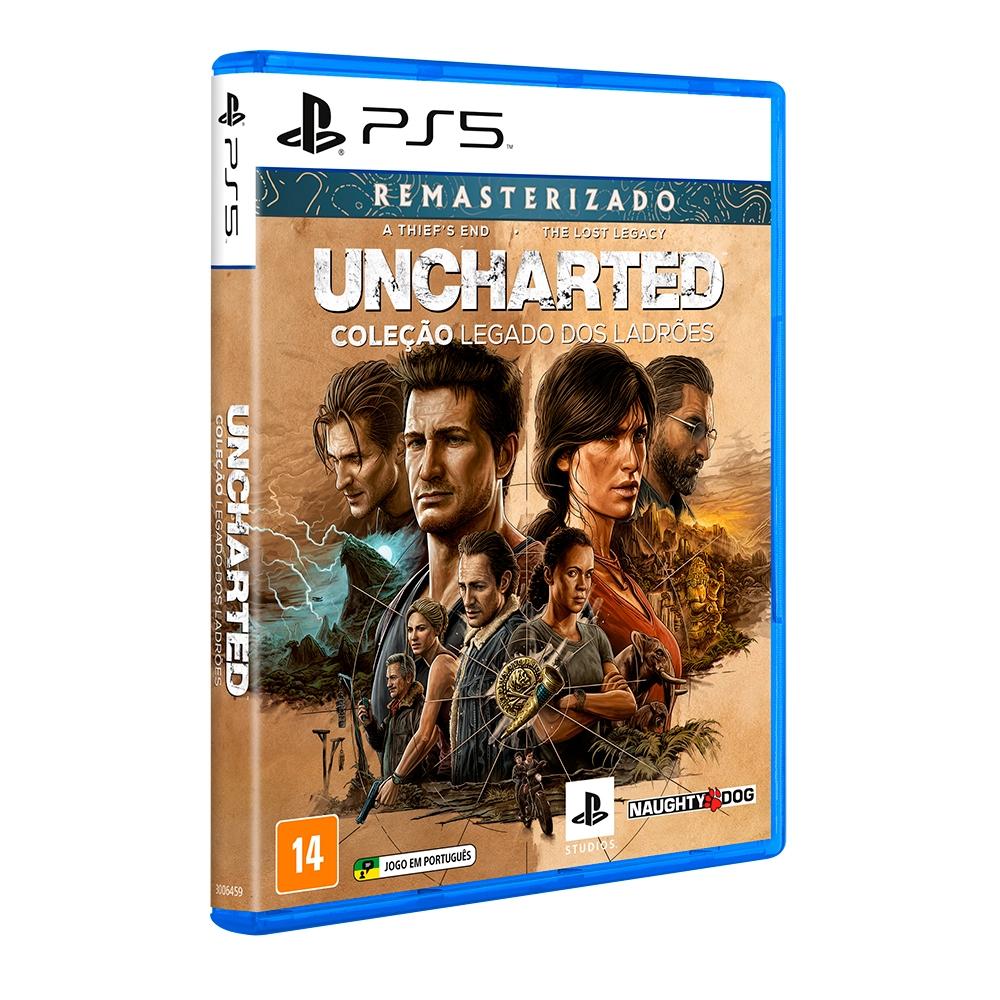 PS5
REMASTERIZADO
A THIEF'S END · THE LOST LEGACY
UNCHARTED
COLEÇÃO LEGADO DOS LADRÕES
PS5
UNCHARTED
COLEÇÃO LEGADO DOS LADRÕES
3006459
14
JOGO EM PORTUGUÊS
STUDIOS
NAUGHTY DOG